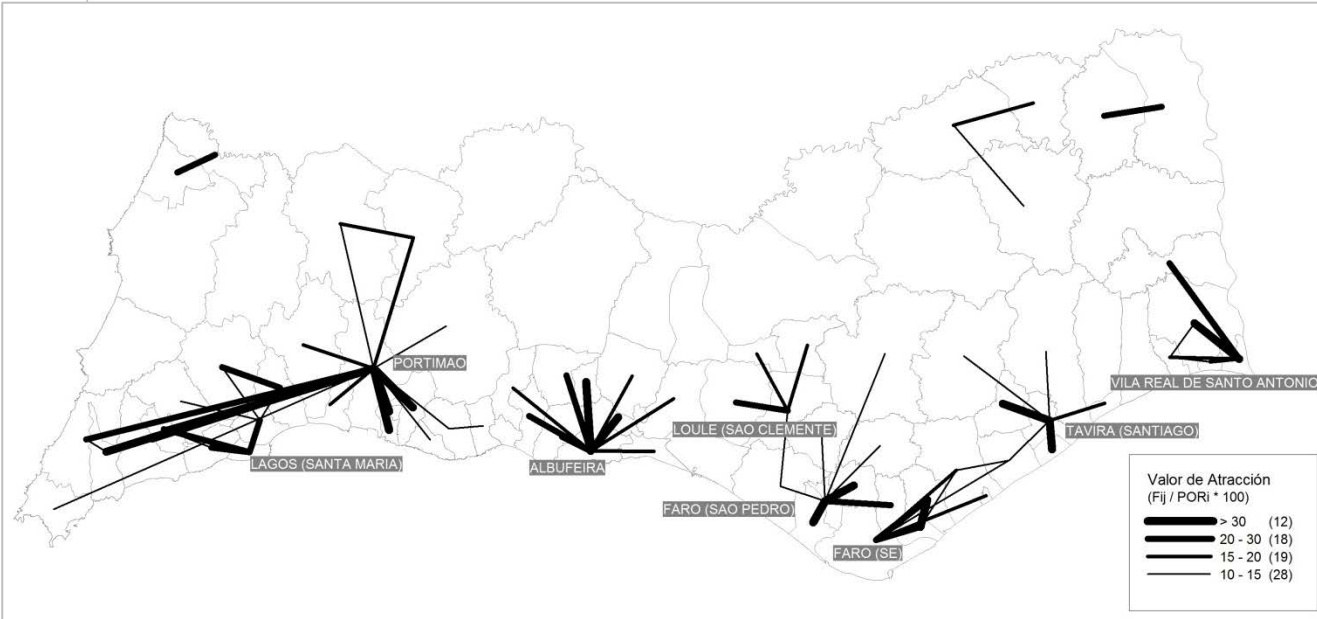 PORTIMAO
VILA REAL DE SANTO ANTONIO
LOULE (SAO CLEMENTE)
TAVIRA (SANTIAGO)
LAGOS (SANTA MARIA)
ALBUFEIRA
FARO (SAO PEDRO)
FARO (SE)
Valor de Atracción
(Fij / PORi * 100)
> 30 (12)
20 - 30 (18)
15 - 20 (19)
10 - 15 (28)